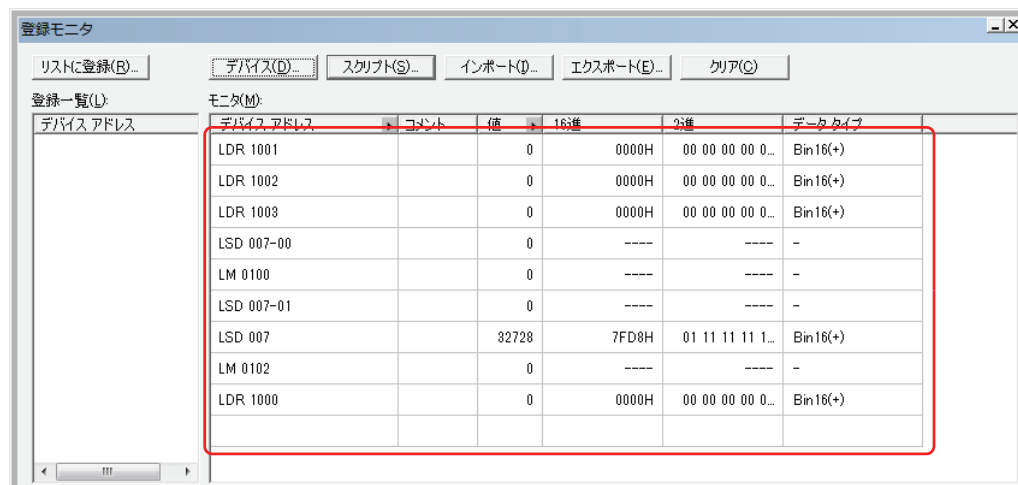 登録モニタ
リストに登録(R)... デバイス(D)... スクリプト(S)... インポート(I)... エクスポート(E)... クリア(C)
登録一覧(L): モニタ(M):
デバイス アドレス デバイス アドレス コメント 値 16進 2進 データ タイプ
LDR 1001 0 0000H 00 00 00 00 0... Bin16(+)
LDR 1002 0 0000H 00 00 00 00 0... Bin16(+)
LDR 1003 0 0000H 00 00 00 00 0... Bin16(+)
LSD 007-00 0 ---- ---- -
LM 0100 0 ---- ---- -
LSD 007-01 0 ---- ---- -
LSD 007 32728 7FD8H 01 11 11 11 1... Bin16(+)
LM 0102 0 ---- ---- -
LDR 1000 0 0000H 00 00 00 00 0... Bin16(+)